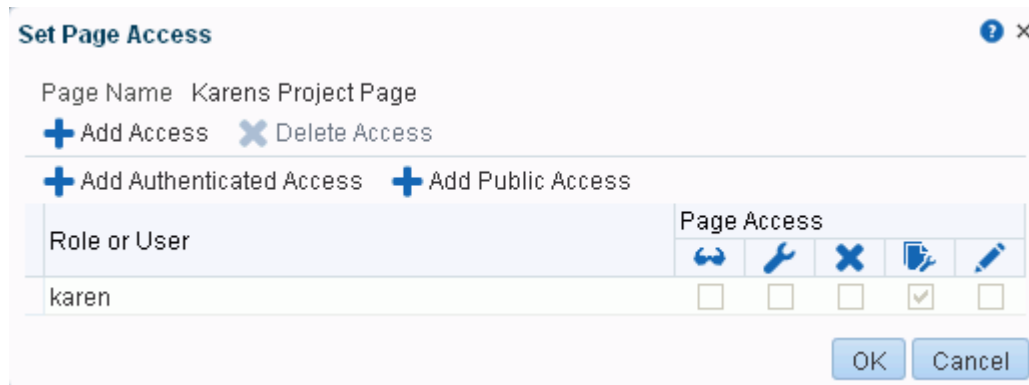 Set Page Access
Page Name Karens Project Page
Add Access Delete Access
Add Authenticated Access Add Public Access
Role or User
Page Access
karen
OK Cancel